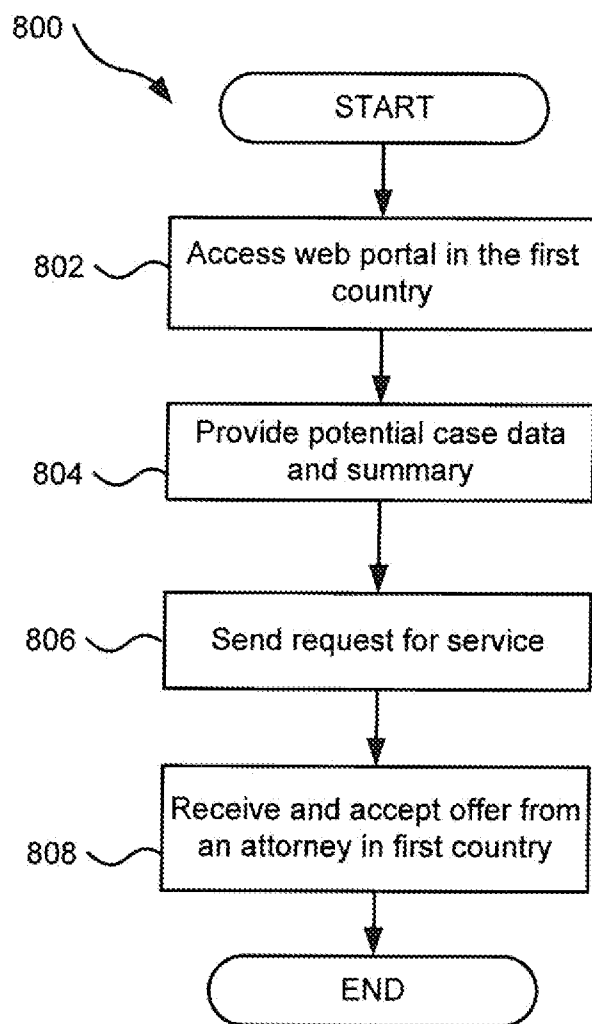 800
START
802
Access web portal in the first
country
804
Provide potential case data
and summary
806
Send request for service
808
Receive and accept offer from
an attorney in first country
END